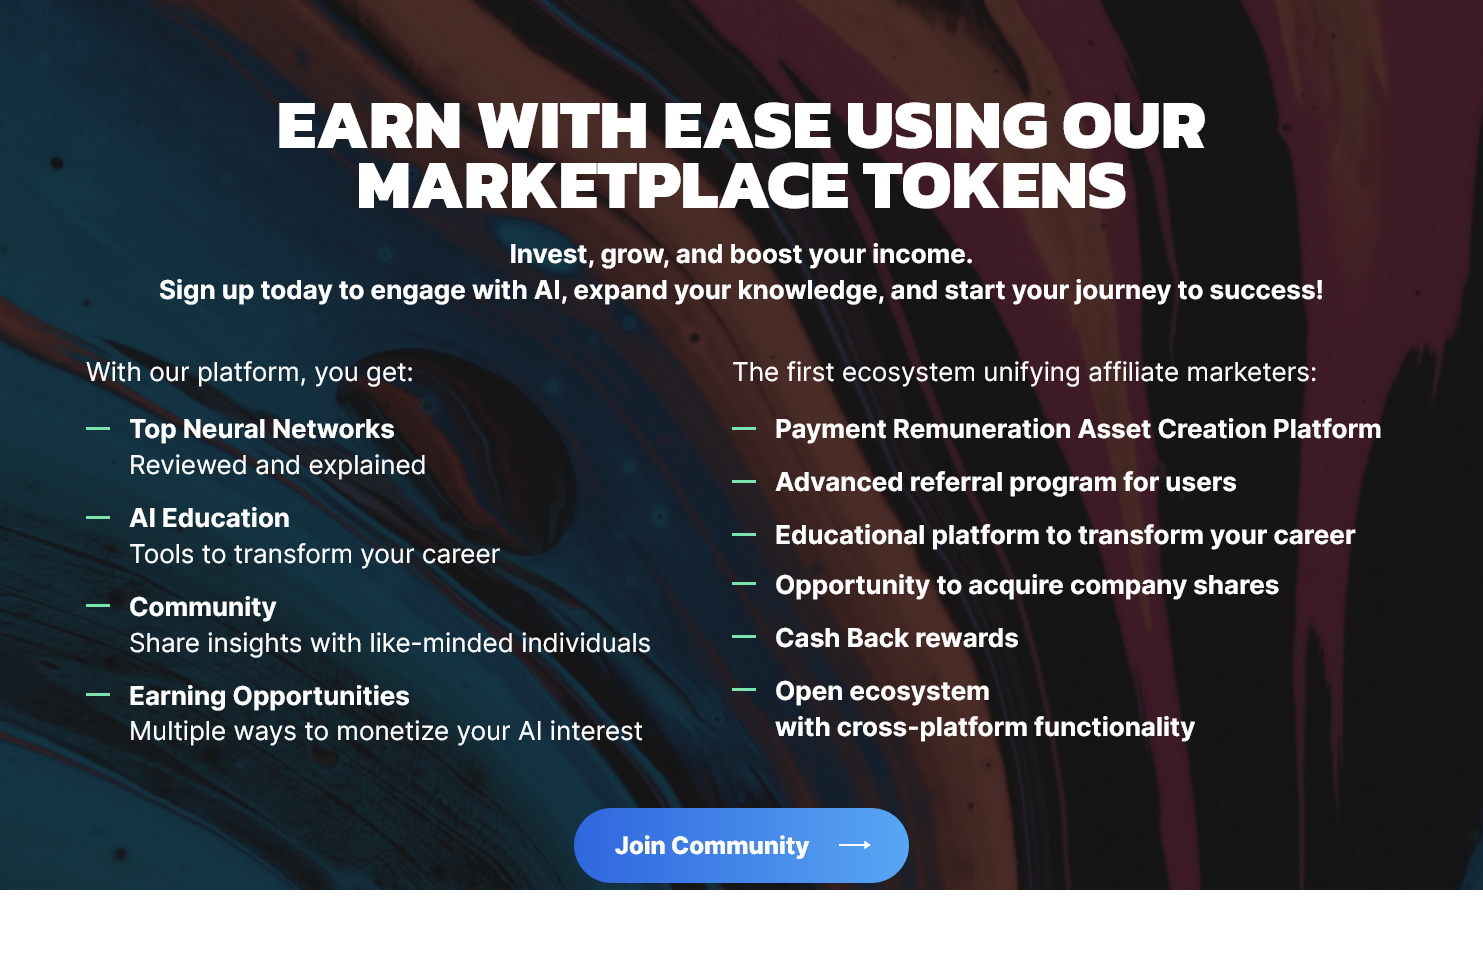 EARN WITH EASE USING OUR
MARKETPLACE TOKENS
Invest, grow, and boost your income.
Sign up today to engage with AI, expand your knowledge, and start your journey to success!
With our platform, you get:
Top Neural Networks
Reviewed and explained
AI Education
Tools to transform your career
Community
Share insights with like-minded individuals
Earning Opportunities
Multiple ways to monetize your AI interest
The first ecosystem unifying affiliate marketers:
Payment Remuneration Asset Creation Platform
Advanced referral program for users
Educational platform to transform your career
Opportunity to acquire company shares
Cash Back rewards
Open ecosystem
with cross-platform functionality
Join Community